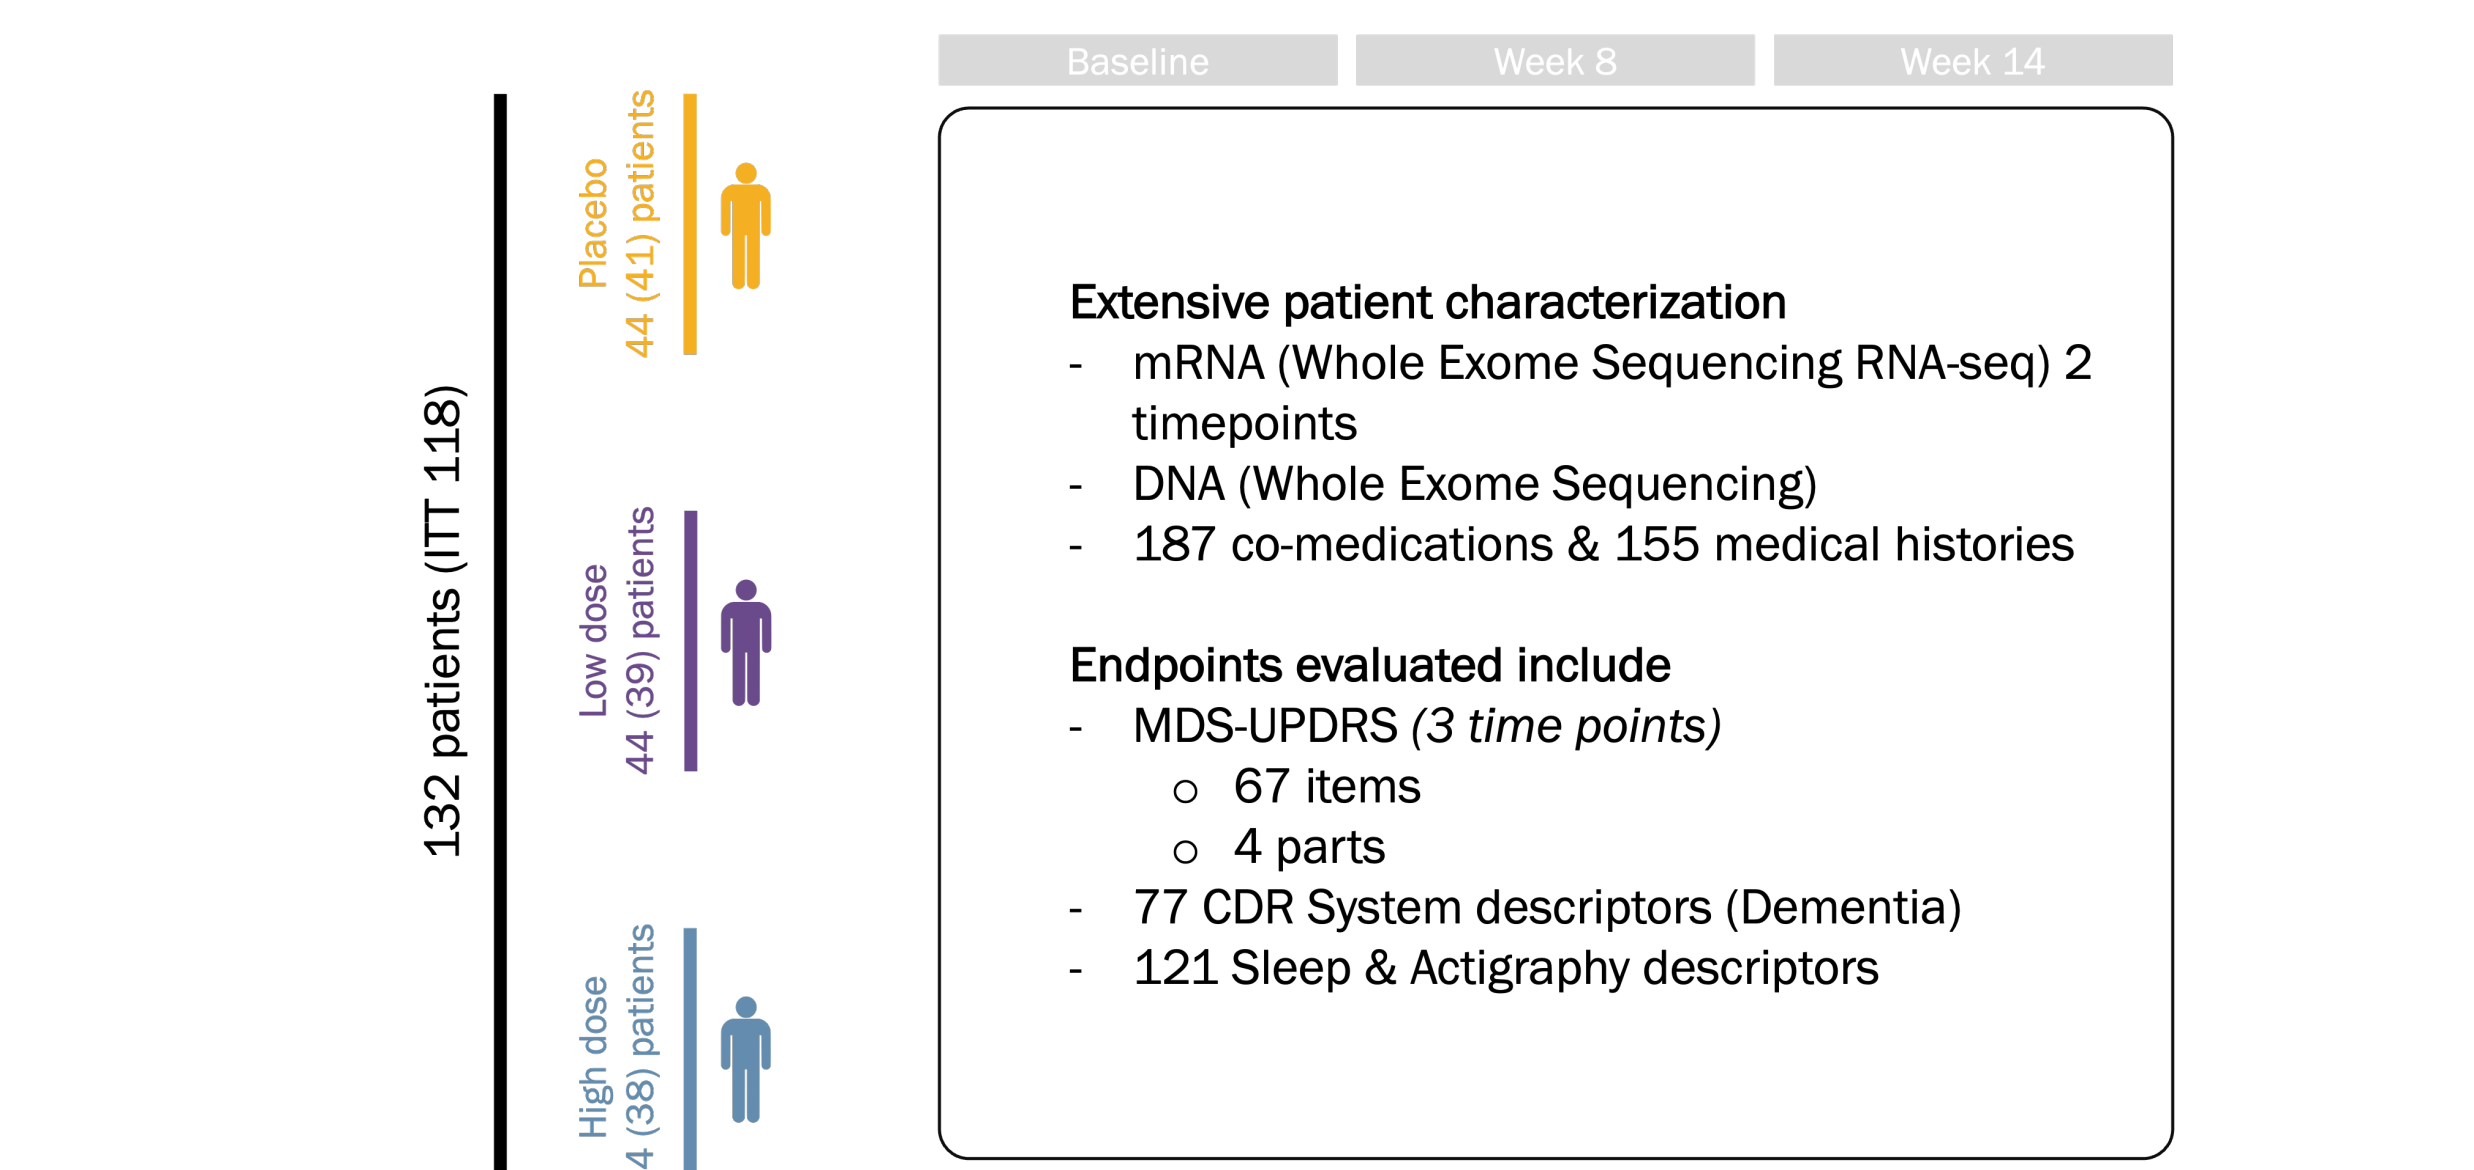 Baseline
Week 8
Week 14
132 patients (ITT 118)
Placebo
44 (41) patients
Low dose
44 (39) patients
High dose
4 (38) patients
Extensive patient characterization
- mRNA (Whole Exome Sequencing RNA-seq) 2
timepoints
- DNA (Whole Exome Sequencing)
- 187 co-medications & 155 medical histories
Endpoints evaluated include
- MDS-UPDRS (3 time points)
○ 67 items
○ 4 parts
- 77 CDR System descriptors (Dementia)
- 121 Sleep & Actigraphy descriptors